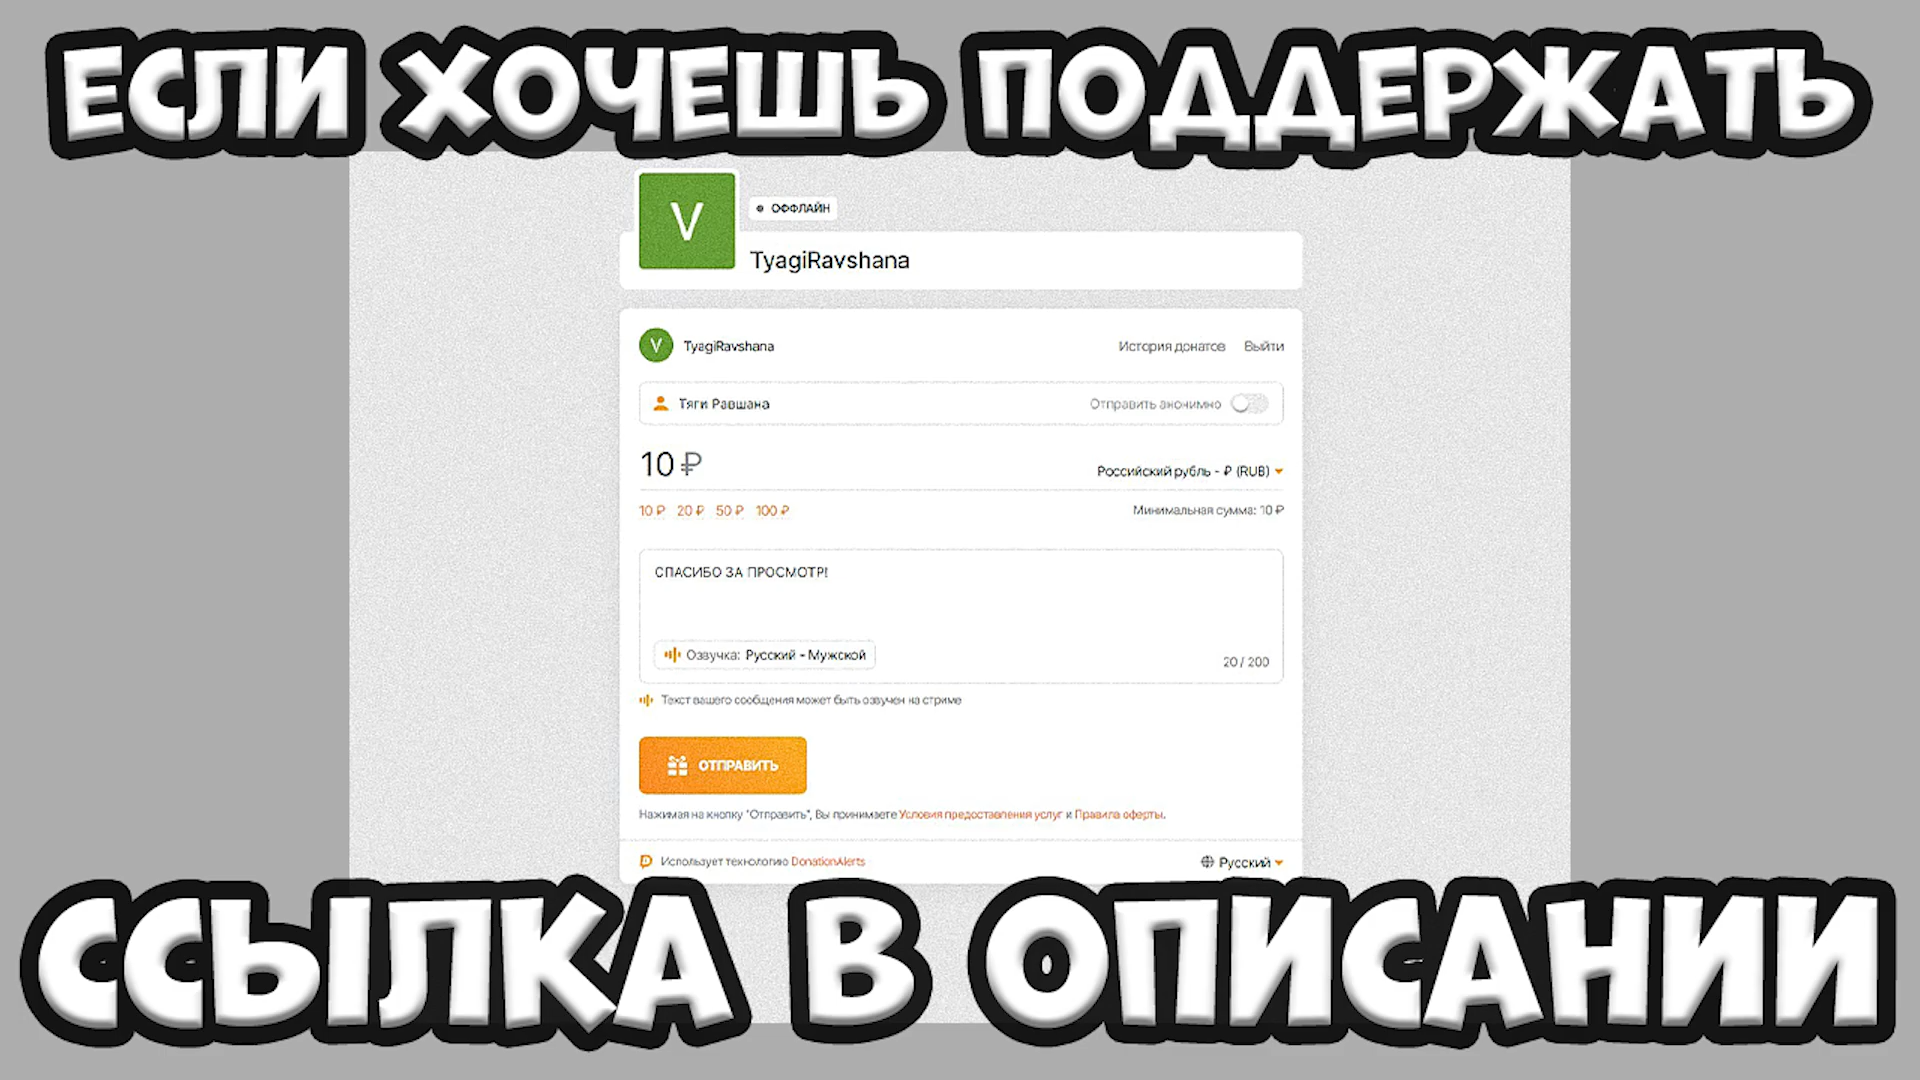 ЕСЛИ ХОЧЕШЬ ПОДДЕРЖАТЬ
V
ОФФЛАЙН
TyagiRavshana
V TyagiRavshana История донатов Выйти
Тяги Равшана Отправить анонимно
10 ₽ Российский рубль - ₽ (RUB)
10 ₽ 20 ₽ 50 ₽ 100 ₽ Минимальная сумма: 10 ₽
СПАСИБО ЗА ПРОСМОТР!
Озвучка: Русский - Мужской 20 / 200
Текст вашего сообщения может быть озвучен на стриме
ОТПРАВИТЬ
Нажимая на кнопку "Отправить", Вы принимаете Условия предоставления услуг и Правила оферты.
Использует технологию DonationAlerts Русский
ССЫЛКА В ОПИСАНИИ